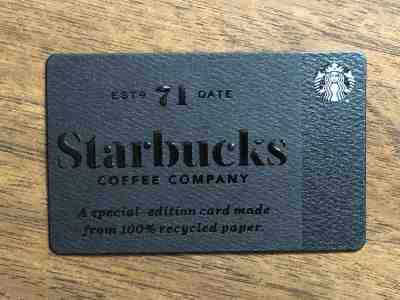 ESTD 71 DATE
Starbucks
COFFEE COMPANY
A special-edition card made
from 100% recycled paper.